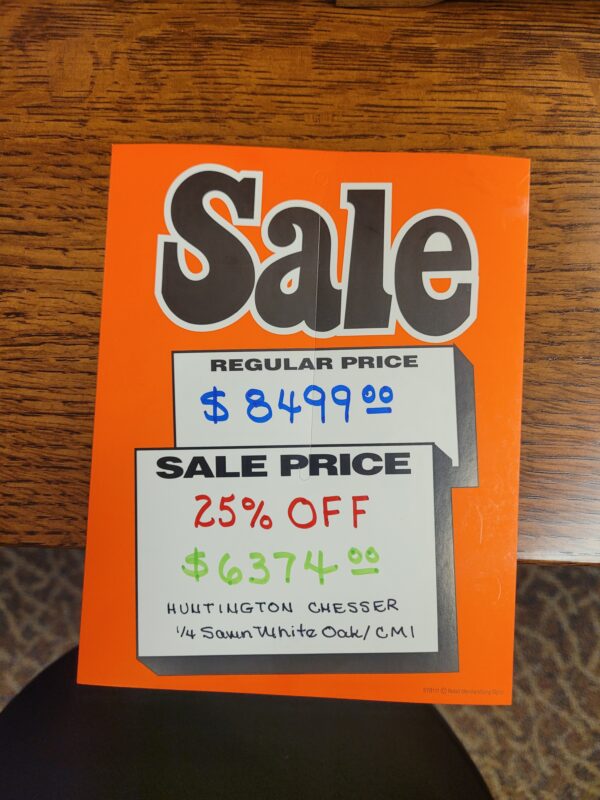 Sale
REGULAR PRICE
$ 8499 00
SALE PRICE
25% OFF
$6374 00
HUNTINGTON CHESSER
1/4 Sawn White Oak/CMI